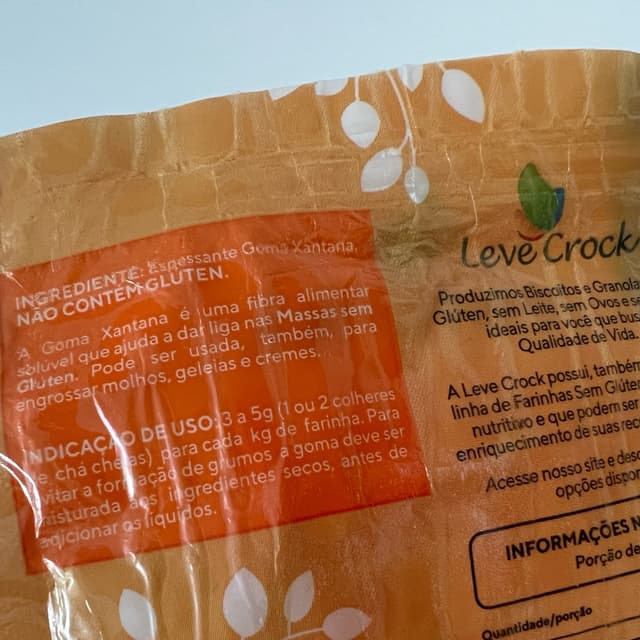 INGREDIENTE: Espessante Goma Xantana.
NÃO CONTÉM GLÚTEN.
A Goma Xantana é uma fibra alimentar
solúvel que ajuda a dar liga nas Massas sem
Glúten. Pode ser usada, também, para
engrossar molhos, geleias e cremes.
INDICAÇÃO DE USO: 3 a 5g (1 ou 2 colheres
de chá cheias) para cada kg de farinha. Para
evitar a formação de grumos a goma deve ser
misturada aos ingredientes secos, antes de
adicionar os líquidos.
Leve Crock
Produzimos Biscoitos e Granola
Glúten, sem Leite, sem Ovos e s
ideais para você que bus
Qualidade de Vida.
A Leve Crock possui, também
linha de Farinhas Sem Glúte
nutritivo e que podem ser
enriquecimento de suas rec
Acesse nosso site e desc
opções dispon
INFORMAÇÕES N
Porção de
Quantidade/porção